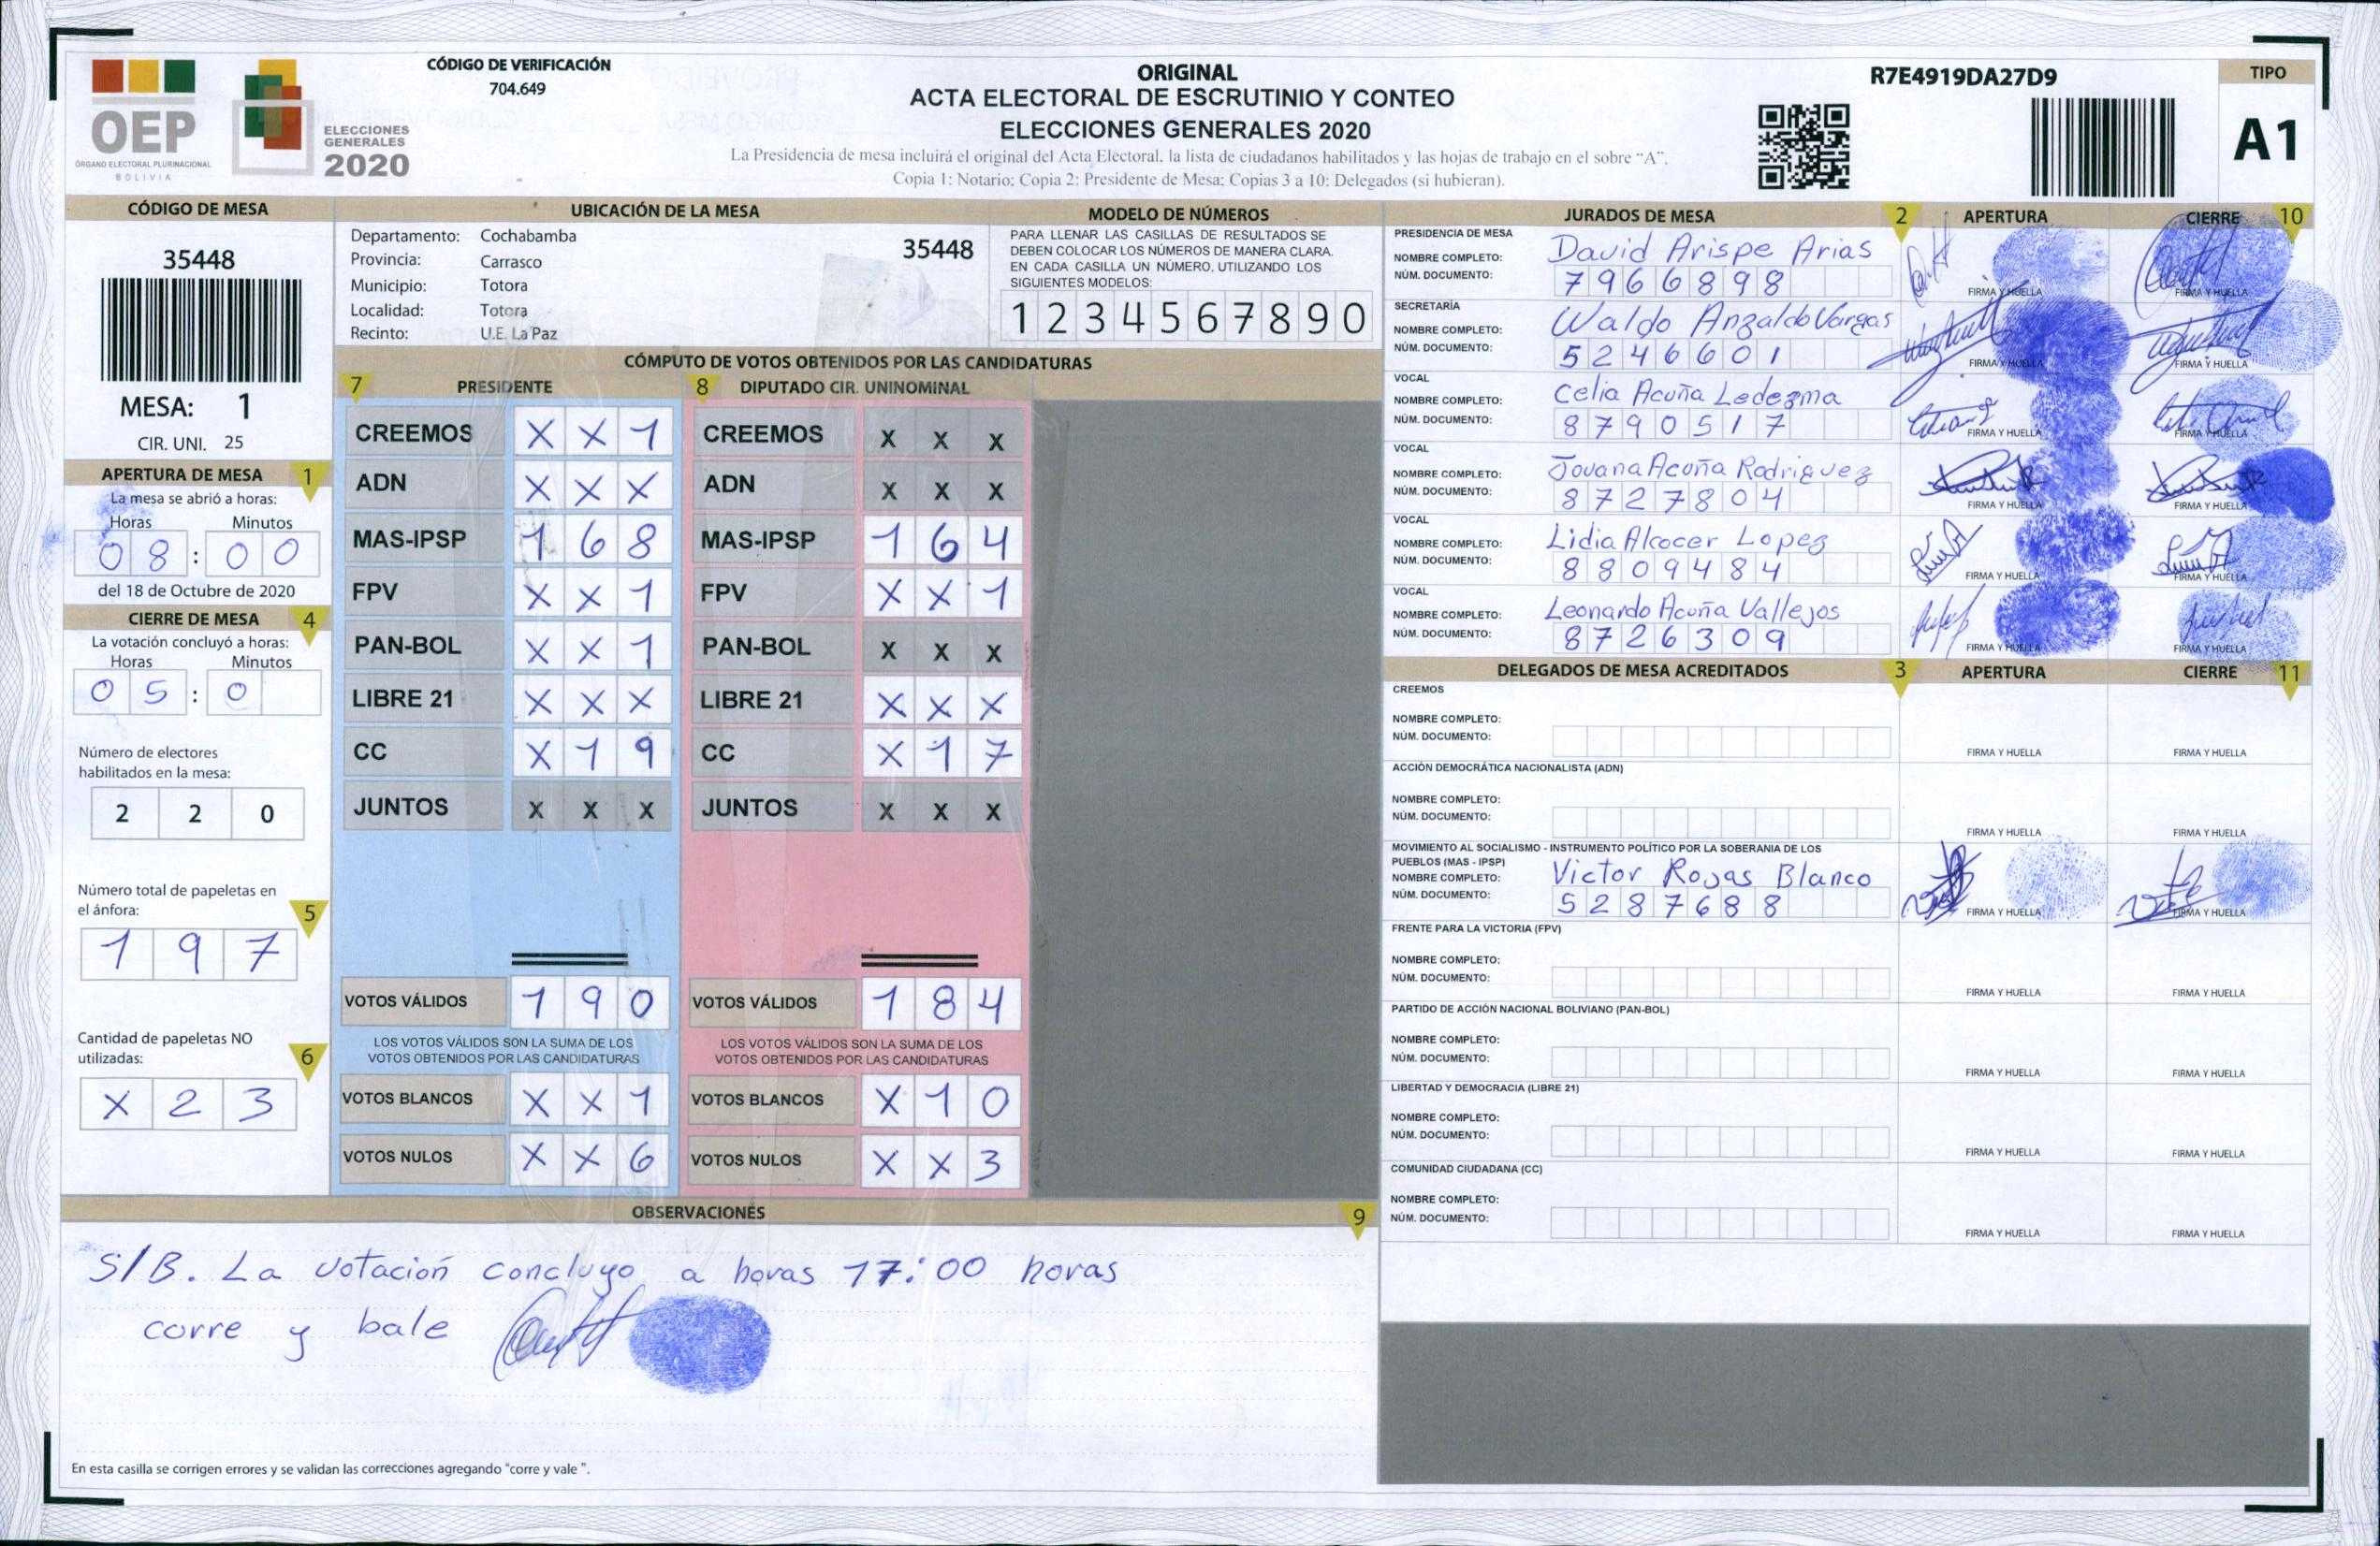 OEP
ÓRGANO ELECTORAL PLURINACIONAL
BOLIVIA
ELECCIONES
GENERALES
2020
CÓDIGO DE VERIFICACIÓN
704.649
ORIGINAL
ACTA ELECTORAL DE ESCRUTINIO Y CONTEO
ELECCIONES GENERALES 2020
La Presidencia de mesa incluirá el original del Acta Electoral, la lista de ciudadanos habilitados y las hojas de trabajo en el sobre "A".
Copia 1: Notario; Copia 2: Presidente de Mesa; Copias 3 a 10: Delegados (si hubieran).
R7E4919DA27D9
TIPO
A1
CÓDIGO DE MESA
35448
MESA: 1
CIR. UNI. 25
APERTURA DE MESA 1
La mesa se abrió a horas:
Horas Minutos
0 8 : 0 0
del 18 de Octubre de 2020
CIERRE DE MESA 4
La votación concluyó a horas:
Horas Minutos
0 5 : 0
Número de electores
habilitados en la mesa:
2 2 0
Número total de papeletas en
el ánfora: 5
1 9 7
Cantidad de papeletas NO
utilizadas: 6
X 2 3
UBICACIÓN DE LA MESA
Departamento: Cochabamba
Provincia: Carrasco
Municipio: Totora
Localidad: Totora
Recinto: U.E. La Paz
35448
MODELO DE NÚMEROS
PARA LLENAR LAS CASILLAS DE RESULTADOS SE
DEBEN COLOCAR LOS NÚMEROS DE MANERA CLARA.
EN CADA CASILLA UN NÚMERO, UTILIZANDO LOS
SIGUIENTES MODELOS:
1 2 3 4 5 6 7 8 9 0
CÓMPUTO DE VOTOS OBTENIDOS POR LAS CANDIDATURAS
7 PRESIDENTE 8 DIPUTADO CIR. UNINOMINAL
CREEMOS X X 1 CREEMOS X X X
ADN X X X ADN X X X
MAS-IPSP 1 6 8 MAS-IPSP 1 6 4
FPV X X 1 FPV X X 1
PAN-BOL X X 1 PAN-BOL X X X
LIBRE 21 X X X LIBRE 21 X X X
CC X 1 9 CC X 1 7
JUNTOS X X X JUNTOS X X X
VOTOS VÁLIDOS 1 9 0 VOTOS VÁLIDOS 1 8 4
LOS VOTOS VÁLIDOS SON LA SUMA DE LOS LOS VOTOS VÁLIDOS SON LA SUMA DE LOS
VOTOS OBTENIDOS POR LAS CANDIDATURAS VOTOS OBTENIDOS POR LAS CANDIDATURAS
VOTOS BLANCOS X X 1 VOTOS BLANCOS X 1 0
VOTOS NULOS X X 6 VOTOS NULOS X X 3
OBSERVACIONES 9
S/B. La votación concluyo a horas 17:00 horas
corre y bale
En esta casilla se corrigen errores y se validan las correcciones agregando "corre y vale ".
JURADOS DE MESA 2 APERTURA CIERRE 10
PRESIDENCIA DE MESA
NOMBRE COMPLETO: David Arispe Arias
NÚM. DOCUMENTO: 7966898
FIRMA Y HUELLA FIRMA Y HUELLA
SECRETARÍA
NOMBRE COMPLETO: Waldo Anzaldo Vargas
NÚM. DOCUMENTO: 5246601
FIRMA Y HUELLA FIRMA Y HUELLA
VOCAL
NOMBRE COMPLETO: Celia Acuña Ledezma
NÚM. DOCUMENTO: 8790517
FIRMA Y HUELLA FIRMA Y HUELLA
VOCAL
NOMBRE COMPLETO: Jovana Acuña Rodriguez
NÚM. DOCUMENTO: 8727804
FIRMA Y HUELLA FIRMA Y HUELLA
VOCAL
NOMBRE COMPLETO: Lidia Alcocer Lopez
NÚM. DOCUMENTO: 8809484
FIRMA Y HUELLA FIRMA Y HUELLA
VOCAL
NOMBRE COMPLETO: Leonardo Acuña Vallejos
NÚM. DOCUMENTO: 8726309
FIRMA Y HUELLA FIRMA Y HUELLA
DELEGADOS DE MESA ACREDITADOS 3 APERTURA CIERRE 11
CREEMOS
NOMBRE COMPLETO:
NÚM. DOCUMENTO:
FIRMA Y HUELLA FIRMA Y HUELLA
ACCIÓN DEMOCRÁTICA NACIONALISTA (ADN)
NOMBRE COMPLETO:
NÚM. DOCUMENTO:
FIRMA Y HUELLA FIRMA Y HUELLA
MOVIMIENTO AL SOCIALISMO - INSTRUMENTO POLÍTICO POR LA SOBERANIA DE LOS
PUEBLOS (MAS - IPSP)
NOMBRE COMPLETO: Victor Rojas Blanco
NÚM. DOCUMENTO: 5287688
FIRMA Y HUELLA FIRMA Y HUELLA
FRENTE PARA LA VICTORIA (FPV)
NOMBRE COMPLETO:
NÚM. DOCUMENTO:
FIRMA Y HUELLA FIRMA Y HUELLA
PARTIDO DE ACCIÓN NACIONAL BOLIVIANO (PAN-BOL)
NOMBRE COMPLETO:
NÚM. DOCUMENTO:
FIRMA Y HUELLA FIRMA Y HUELLA
LIBERTAD Y DEMOCRACIA (LIBRE 21)
NOMBRE COMPLETO:
NÚM. DOCUMENTO:
FIRMA Y HUELLA FIRMA Y HUELLA
COMUNIDAD CIUDADANA (CC)
NOMBRE COMPLETO:
NÚM. DOCUMENTO:
FIRMA Y HUELLA FIRMA Y HUELLA